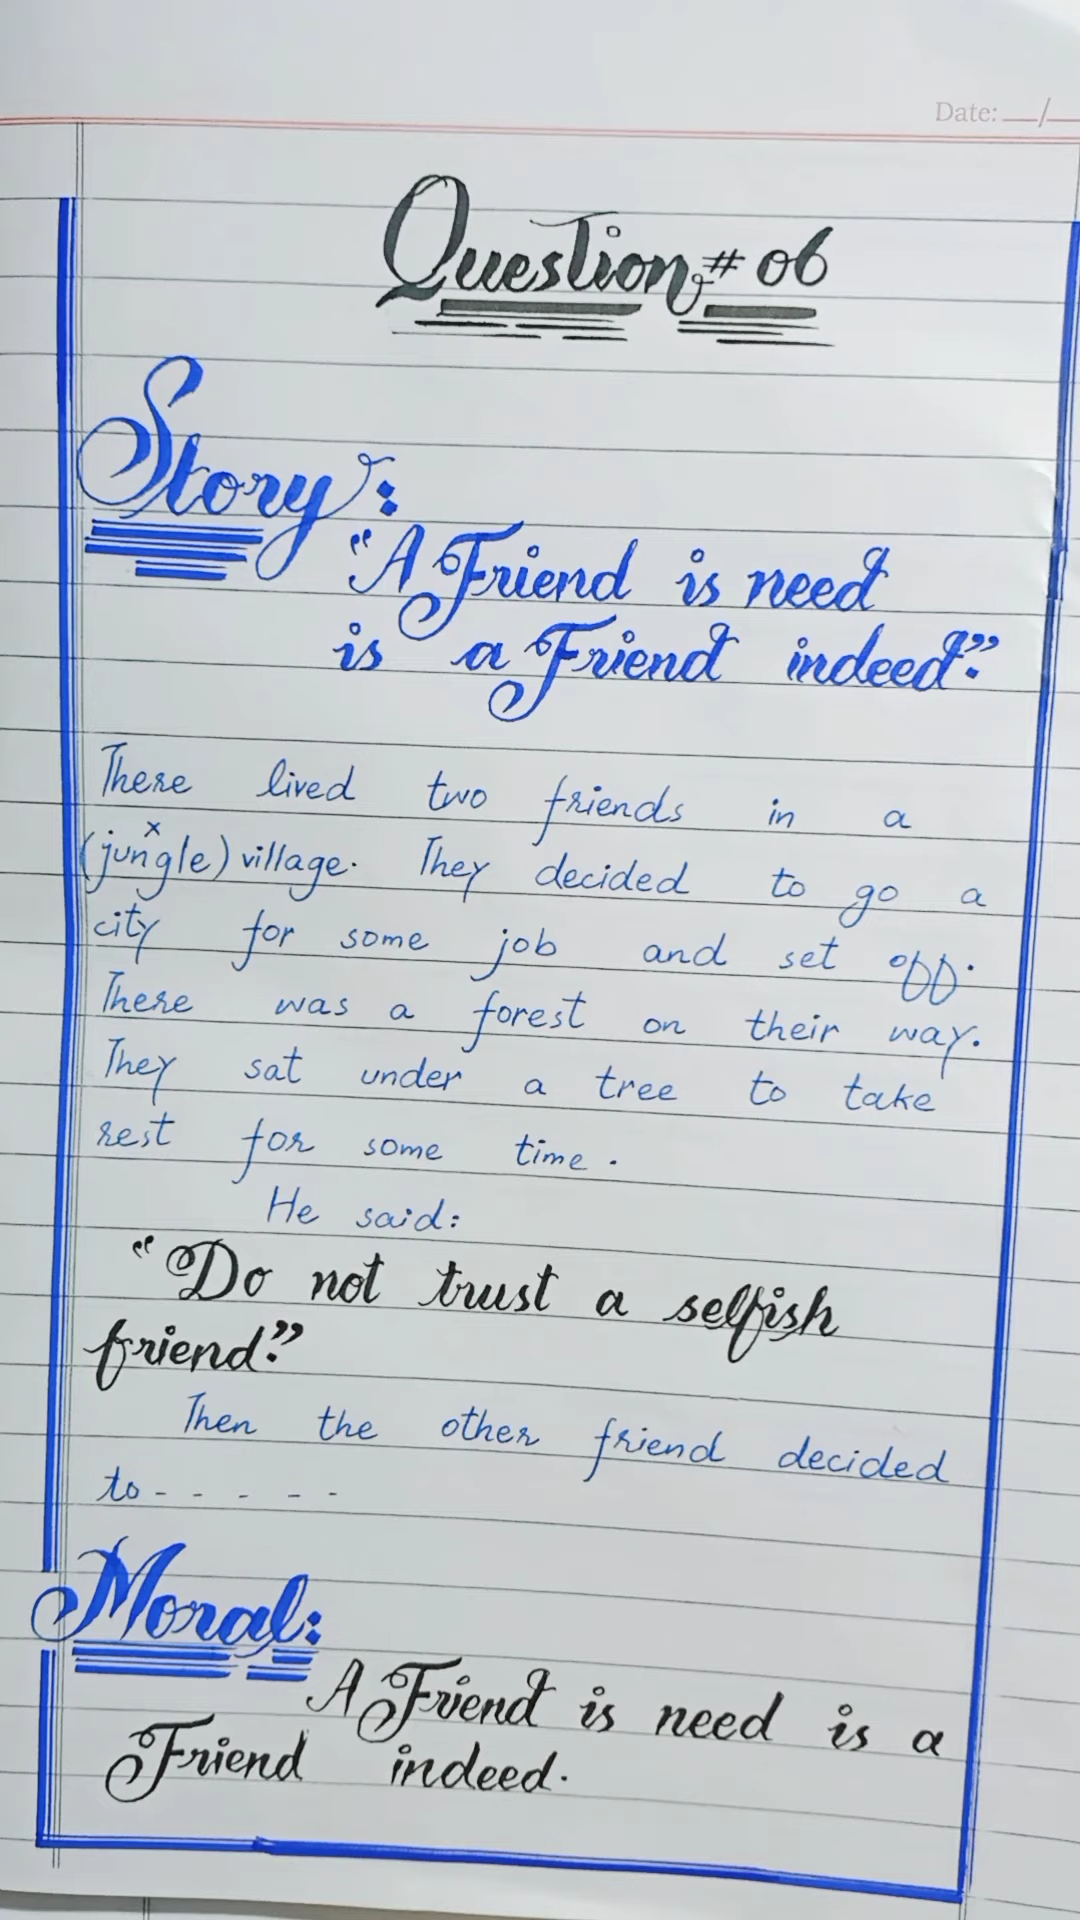 Date: __/__
Question # 06
Story:
"A Friend is need
is a Friend indeed".
There lived two friends in a
(jungle) village. They decided to go a
city for some job and set off.
There was a forest on their way.
They sat under a tree to take
rest for some time.
He said:
"Do not trust a selfish
friend."
Then the other friend decided
to - - - - -
Moral:
A Friend is need is a
Friend indeed.